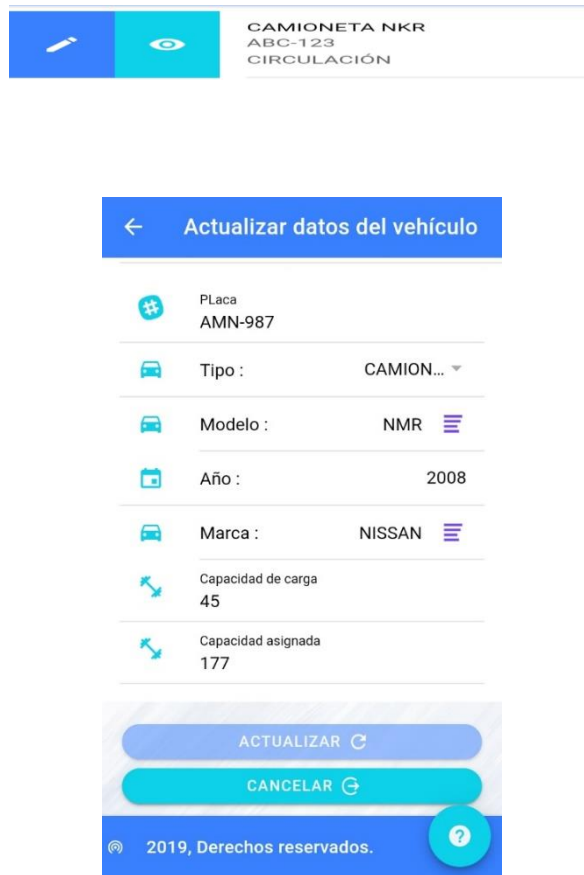 CAMIONETA NKR
ABC-123
CIRCULACIÓN
Actualizar datos del vehículo
PLaca
AMN-987
Tipo : CAMION...
Modelo : NMR
Año : 2008
Marca : NISSAN
Capacidad de carga
45
Capacidad asignada
177
ACTUALIZAR
CANCELAR
2019, Derechos reservados.
?